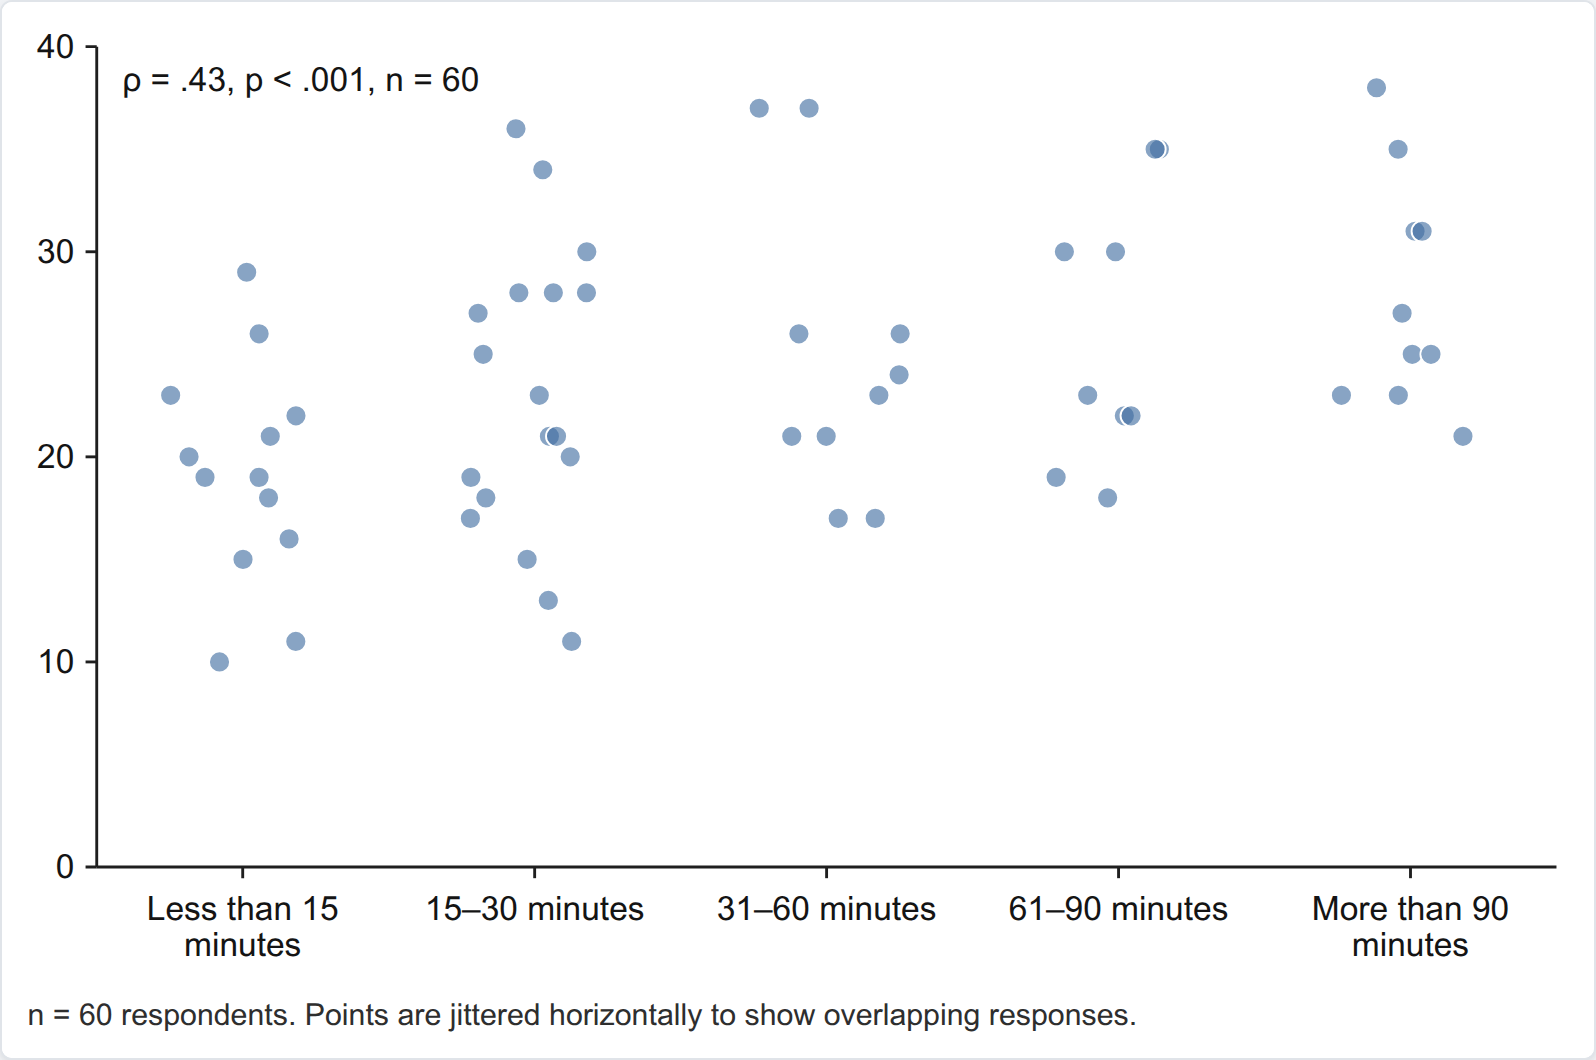 40
ρ = .43, p < .001, n = 60
30
20
10
0
Less than 15 minutes
15–30 minutes
31–60 minutes
61–90 minutes
More than 90 minutes
n = 60 respondents. Points are jittered horizontally to show overlapping responses.